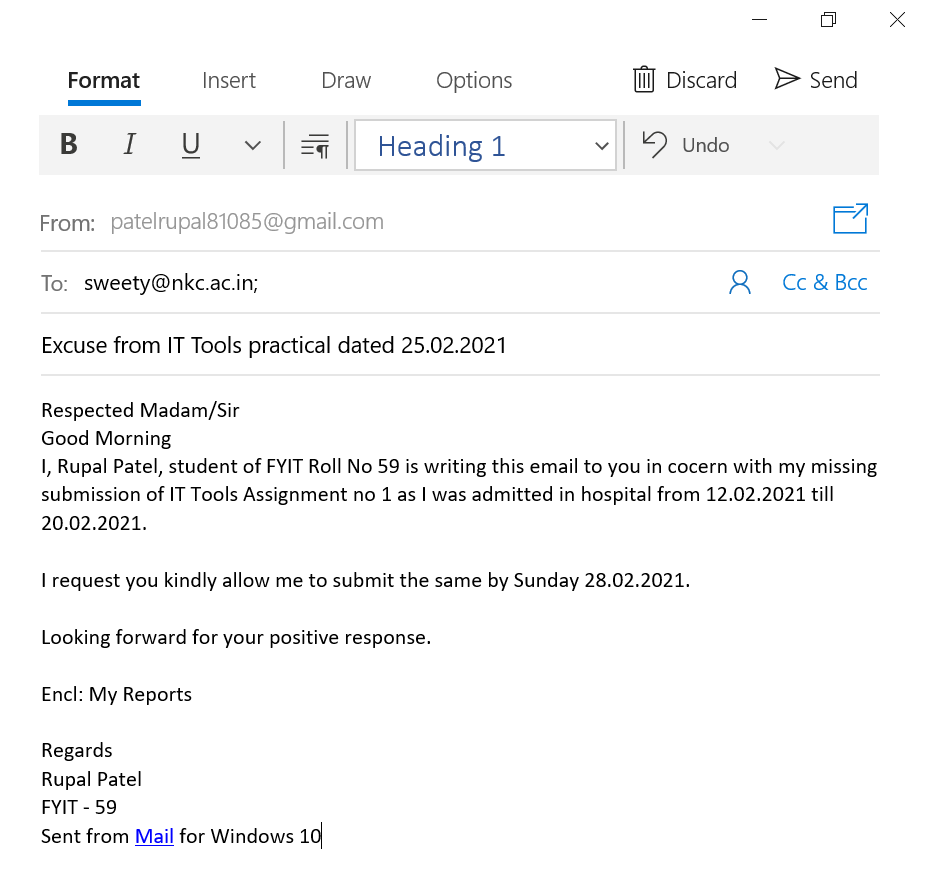 Format Insert Draw Options Discard Send
B I U Heading 1 Undo
From: patelrupal81085@gmail.com
To: sweety@nkc.ac.in; Cc & Bcc
Excuse from IT Tools practical dated 25.02.2021
Respected Madam/Sir
Good Morning
I, Rupal Patel, student of FYIT Roll No 59 is writing this email to you in cocern with my missing
submission of IT Tools Assignment no 1 as I was admitted in hospital from 12.02.2021 till
20.02.2021.
I request you kindly allow me to submit the same by Sunday 28.02.2021.
Looking forward for your positive response.
Encl: My Reports
Regards
Rupal Patel
FYIT - 59
Sent from Mail for Windows 10